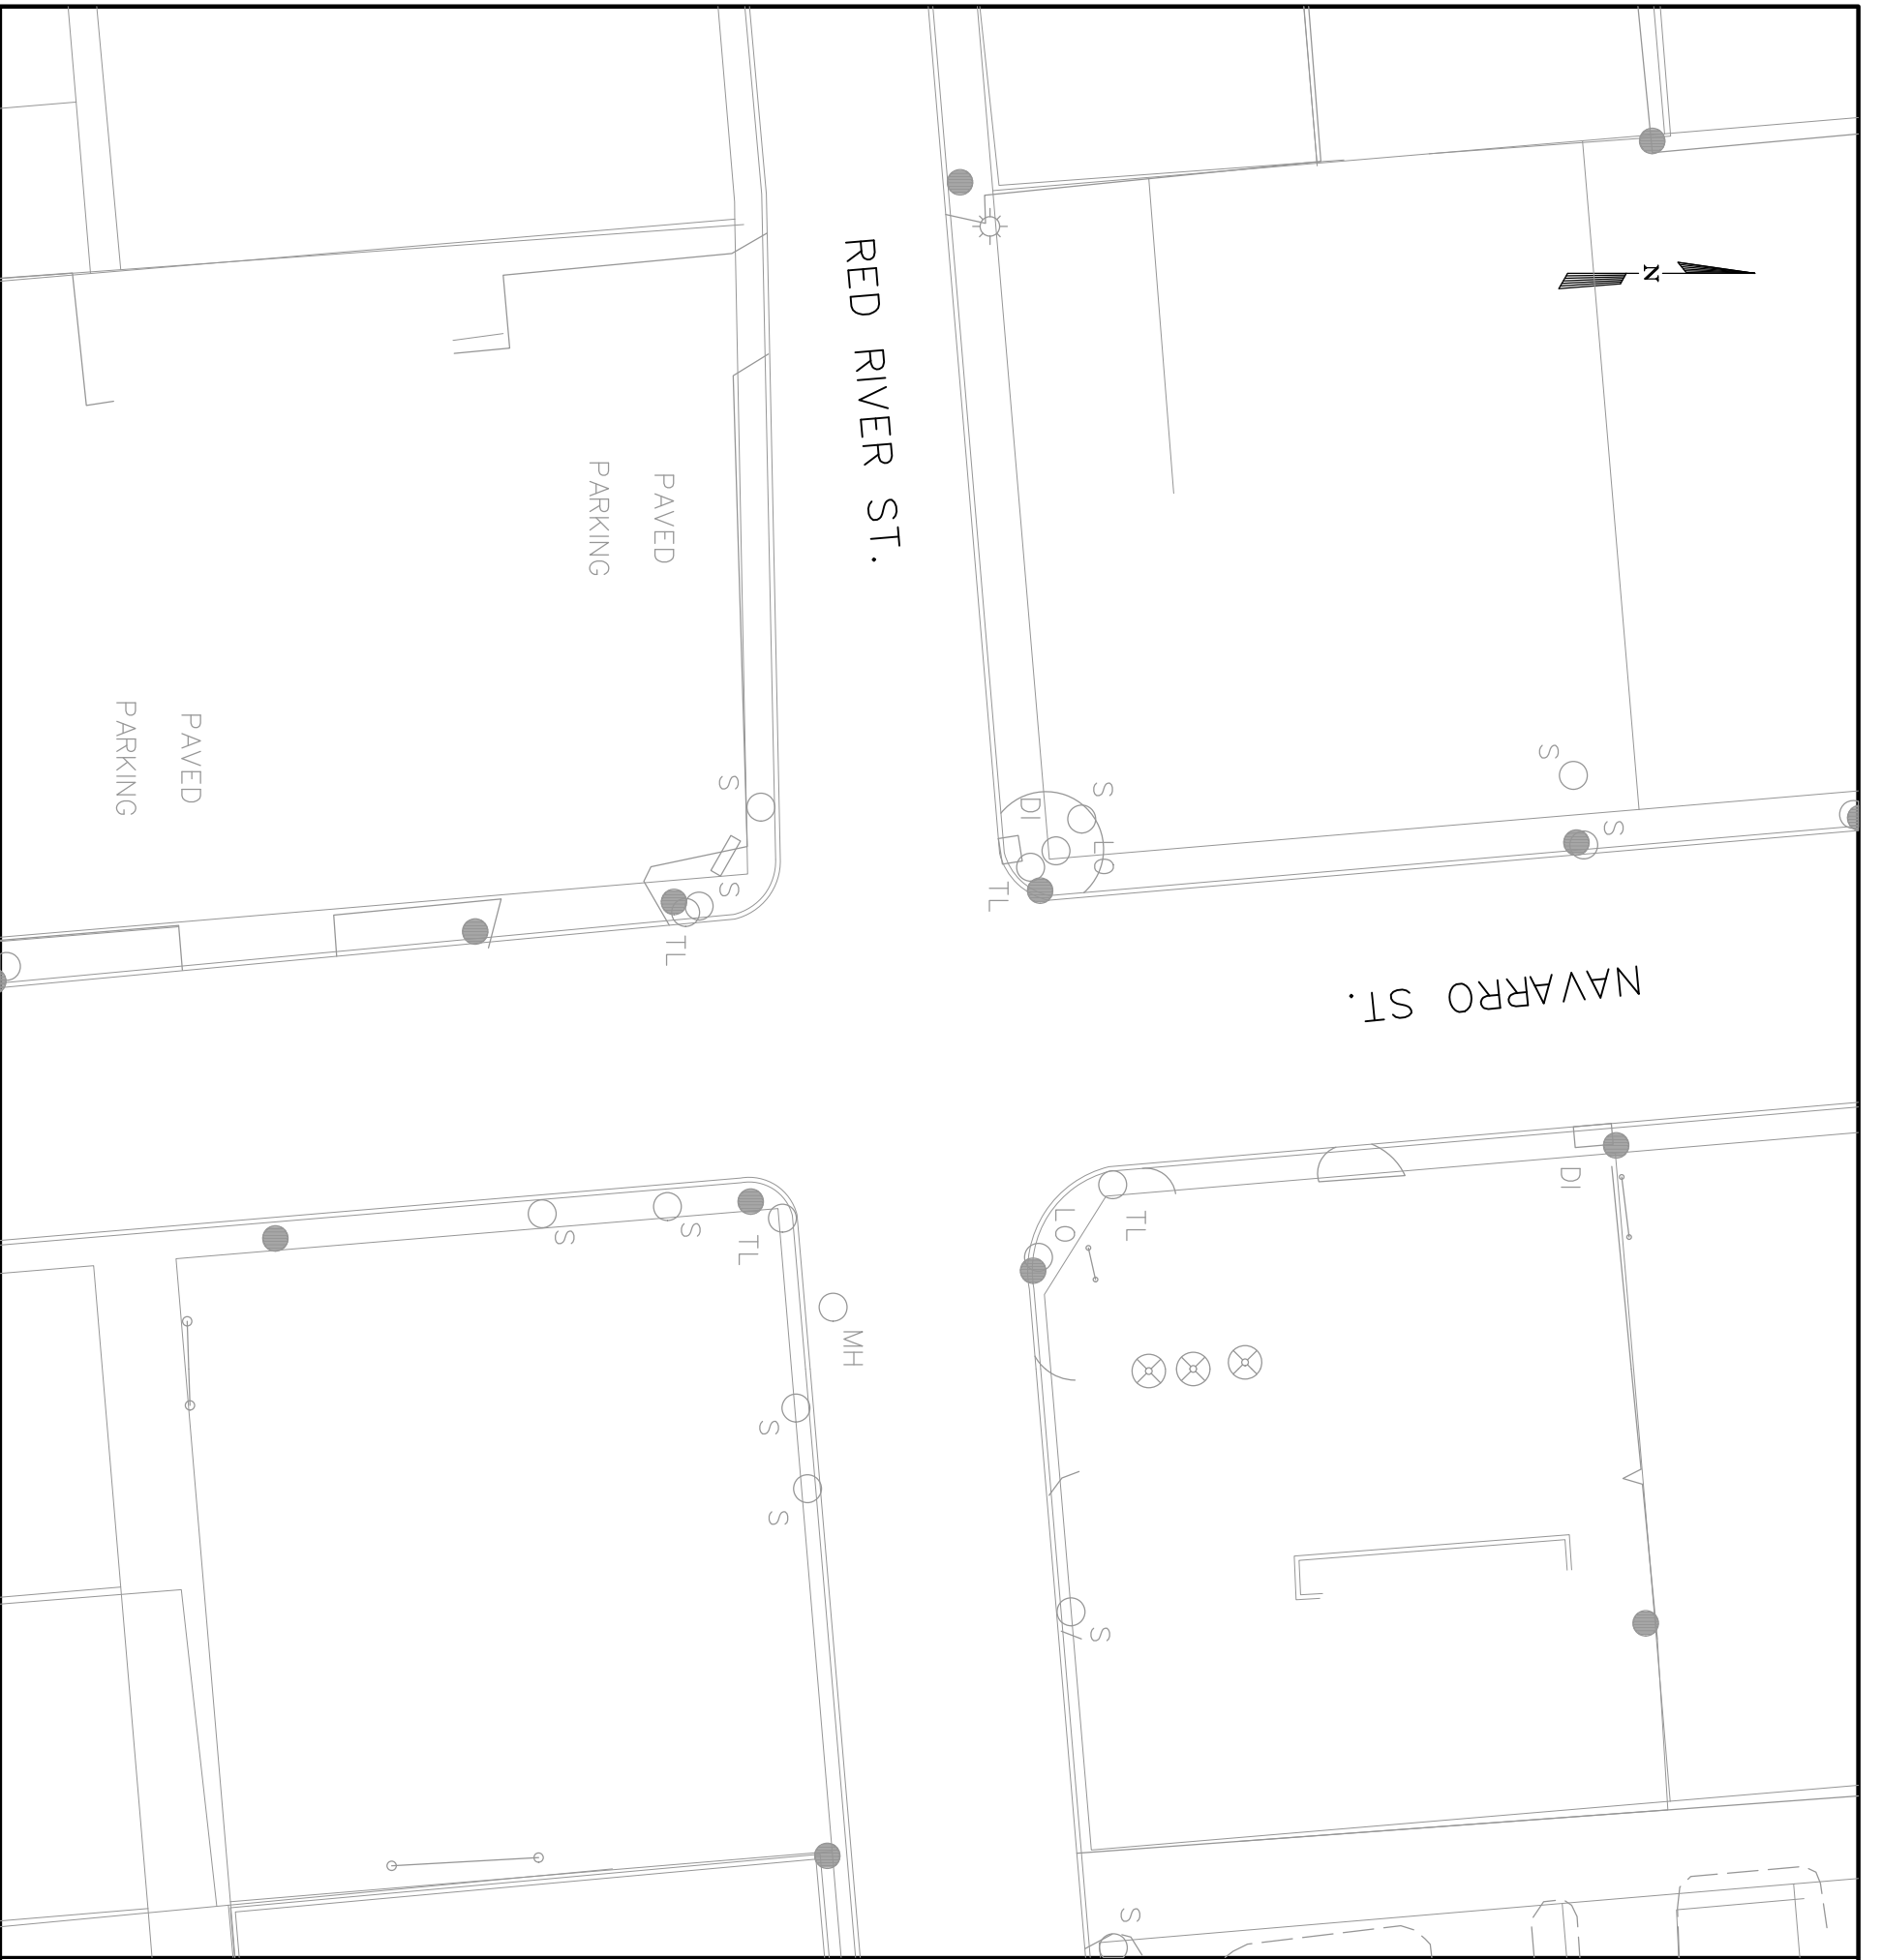 RED RIVER ST.
NAVARRO ST.
N
PAVED
PARKING
PAVED
PARKING
S
S
TL
DI
S
LO
TL
S
S
DI
TL
LO
S
S
TL
MH
S
S
S
S